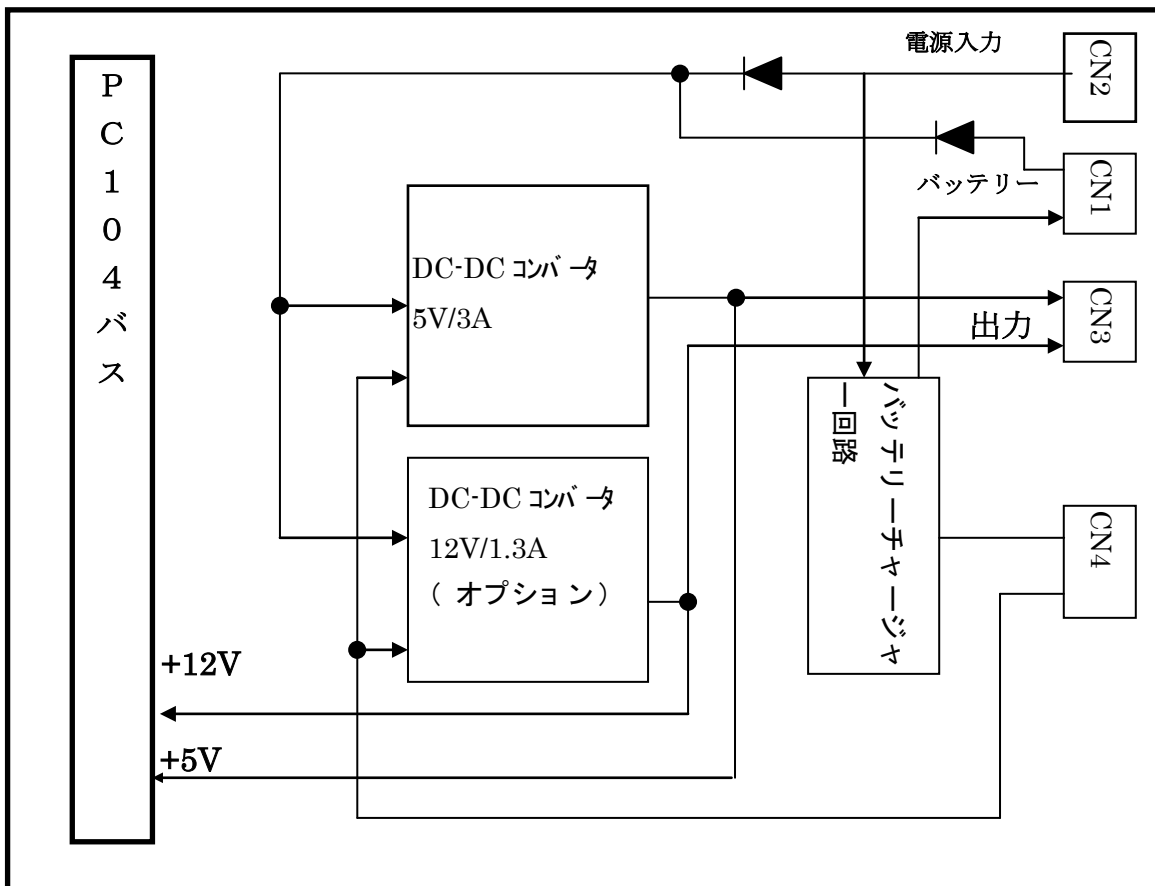 PC104バス
電源入力
CN2
バッテリー
CN1
DC-DC コンバータ
5V/3A
出力
CN3
DC-DC コンバータ
12V/1.3A
(オプション)
バッテリーチャージャ
ー回路
CN4
+12V
+5V